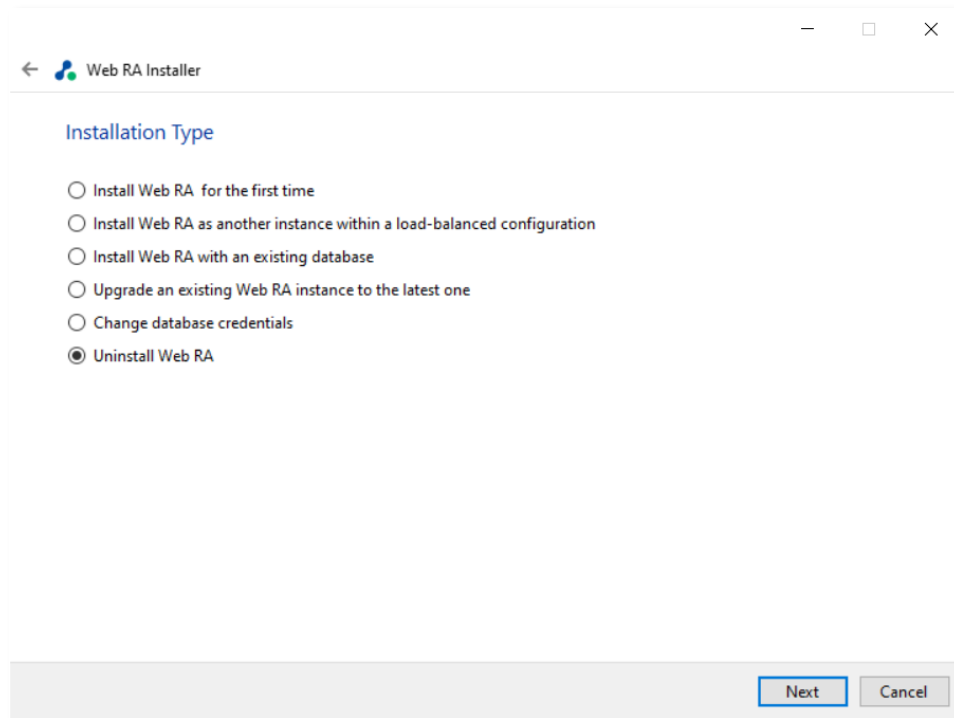 Web RA Installer
Installation Type
Install Web RA  for the first time
Install Web RA as another instance within a load-balanced configuration
Install Web RA with an existing database
Upgrade an existing Web RA instance to the latest one
Change database credentials
Uninstall Web RA
Next Cancel